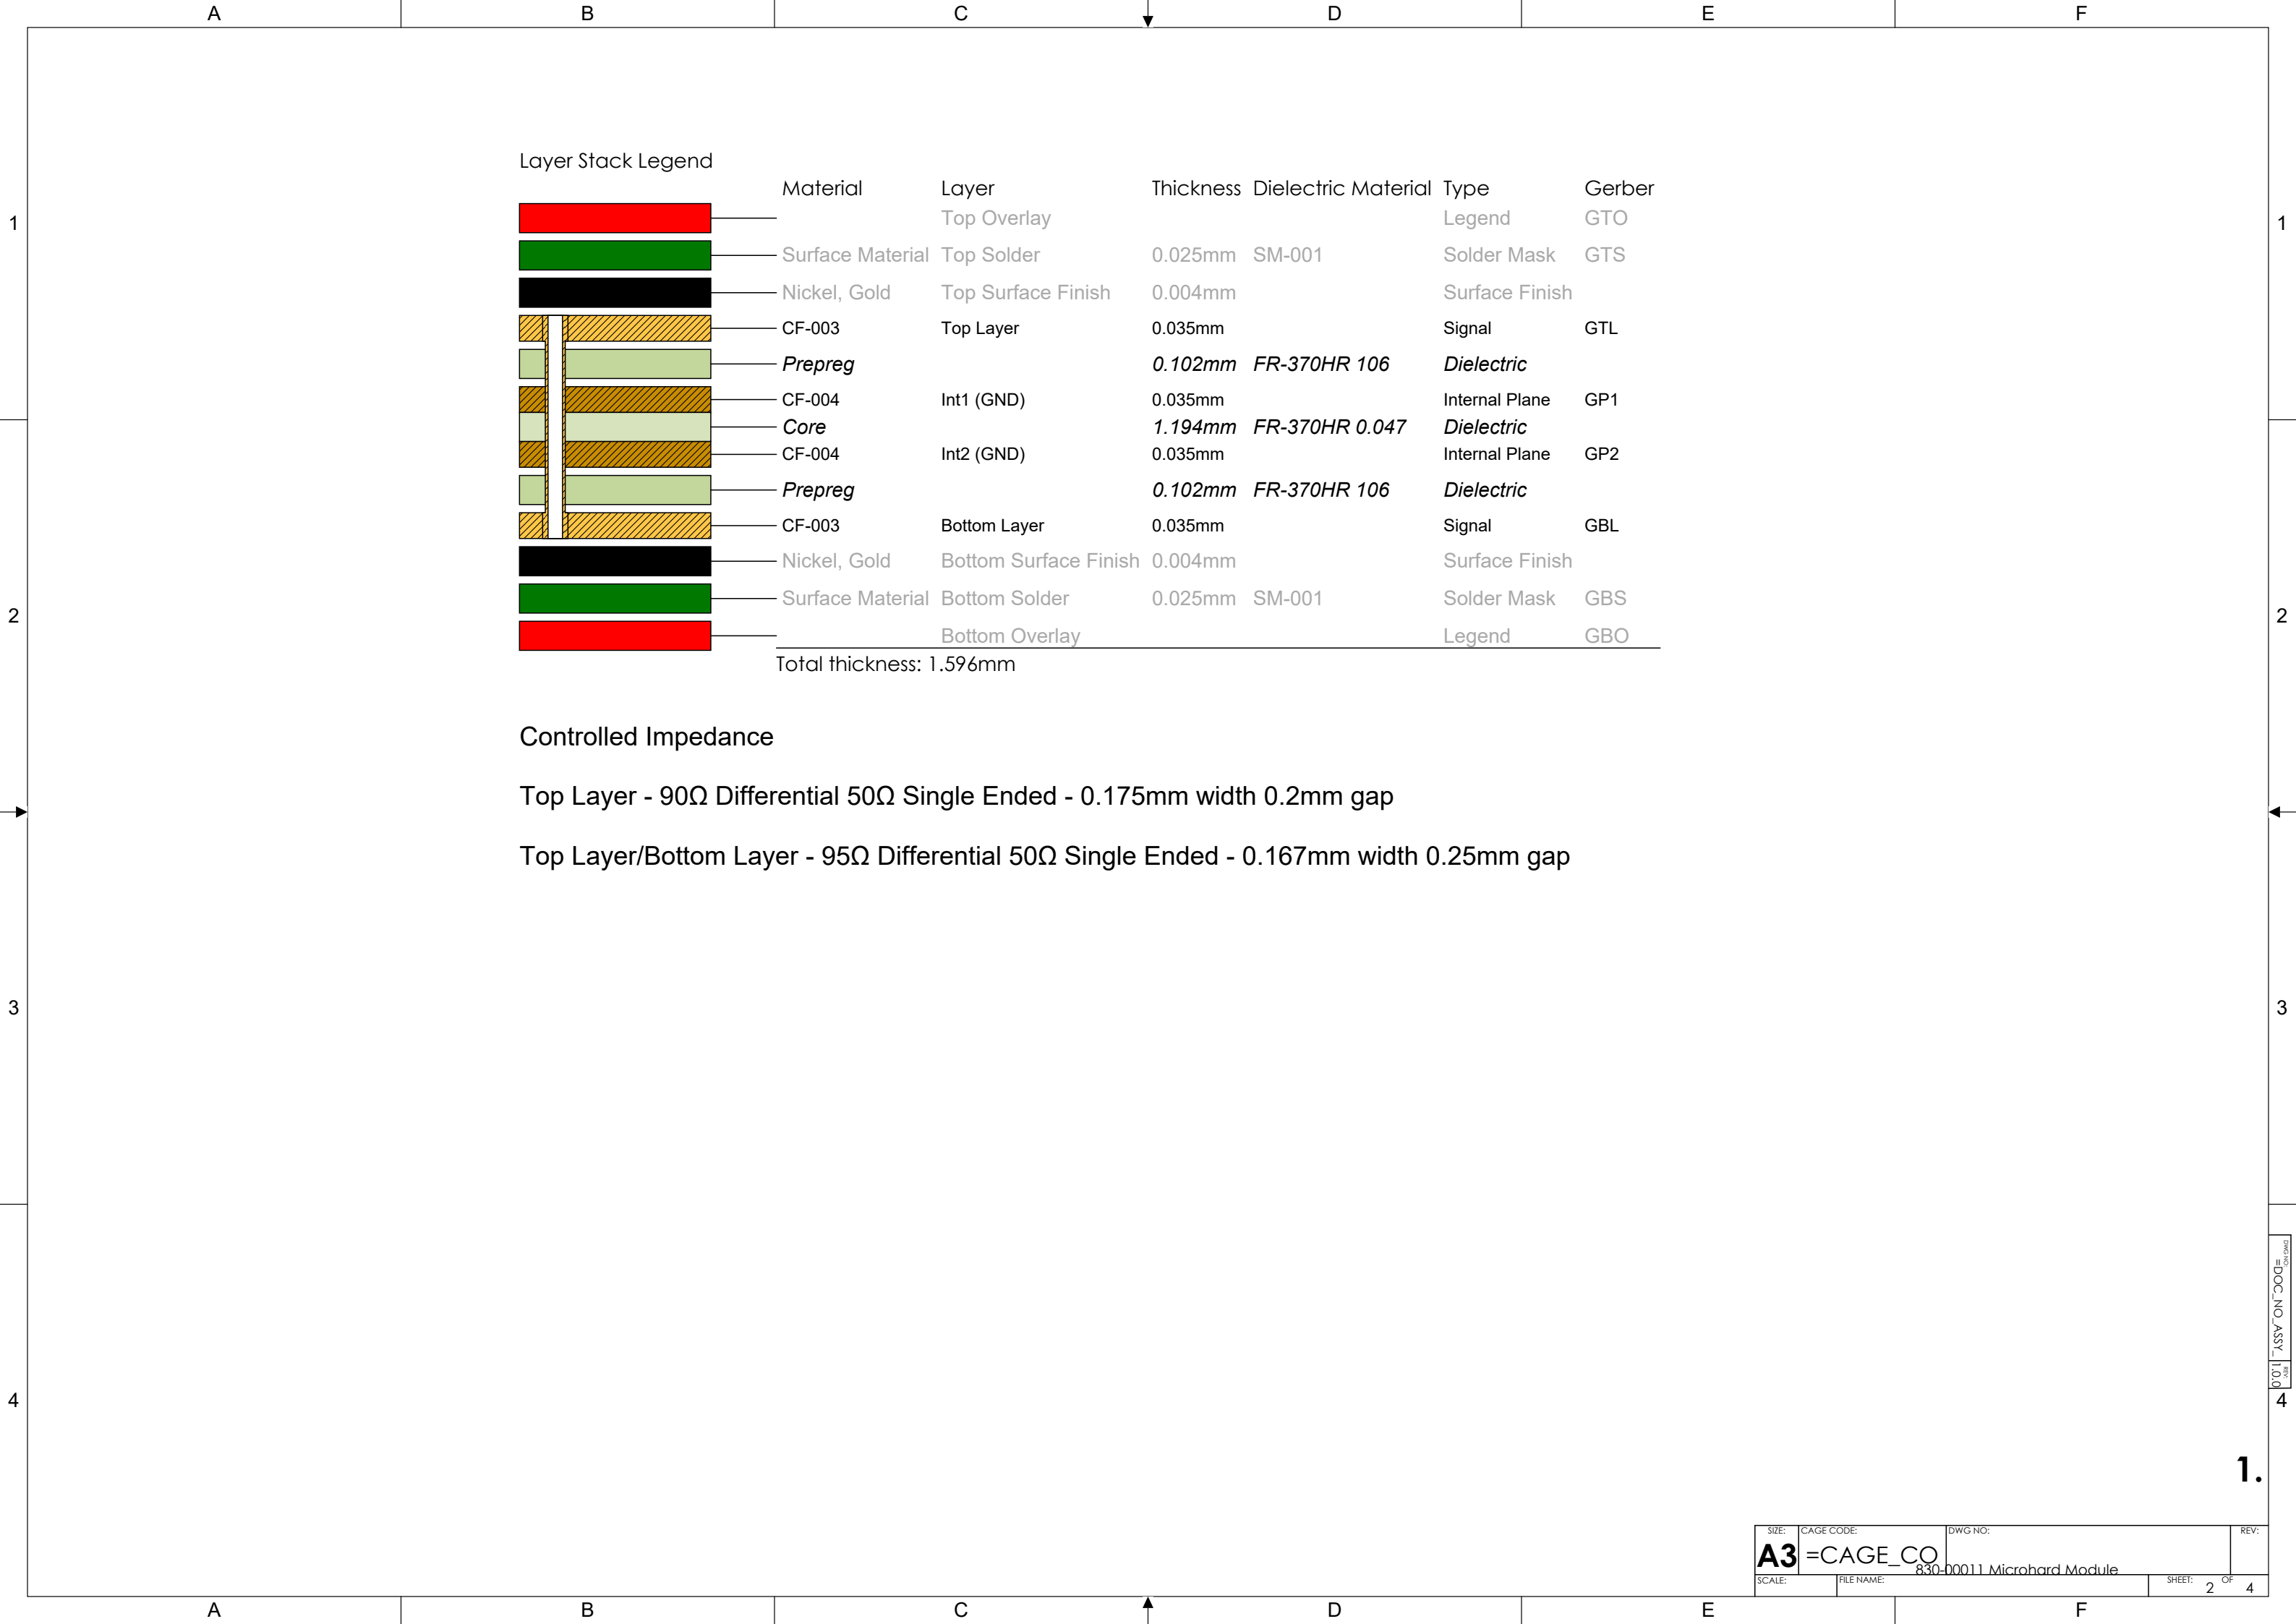 A B C D E F
Layer Stack Legend
Material Layer Thickness Dielectric Material Type Gerber
Top Overlay Legend GTO
1 1
Surface Material Top Solder 0.025mm SM-001 Solder Mask GTS
Nickel, Gold Top Surface Finish 0.004mm Surface Finish
CF-003 Top Layer 0.035mm Signal GTL
Prepreg 0.102mm FR-370HR 106 Dielectric
CF-004 Int1 (GND) 0.035mm Internal Plane GP1
Core 1.194mm FR-370HR 0.047 Dielectric
CF-004 Int2 (GND) 0.035mm Internal Plane GP2
Prepreg 0.102mm FR-370HR 106 Dielectric
CF-003 Bottom Layer 0.035mm Signal GBL
Nickel, Gold Bottom Surface Finish 0.004mm Surface Finish
Surface Material Bottom Solder 0.025mm SM-001 Solder Mask GBS
2 2
Bottom Overlay Legend GBO
Total thickness: 1.596mm
Controlled Impedance
Top Layer - 90Ω Differential 50Ω Single Ended - 0.175mm width 0.2mm gap
Top Layer/Bottom Layer - 95Ω Differential 50Ω Single Ended - 0.167mm width 0.25mm gap
3 3
DWG NO:
=DOC_NO_ASSY_
REV:
1.0.0
4 4
1.
SIZE: CAGE CODE: DWG NO: REV:
A3 =CAGE_CO
830-00011 Microhard Module
SCALE: FILE NAME: SHEET: 2 OF 4
A B C D E F